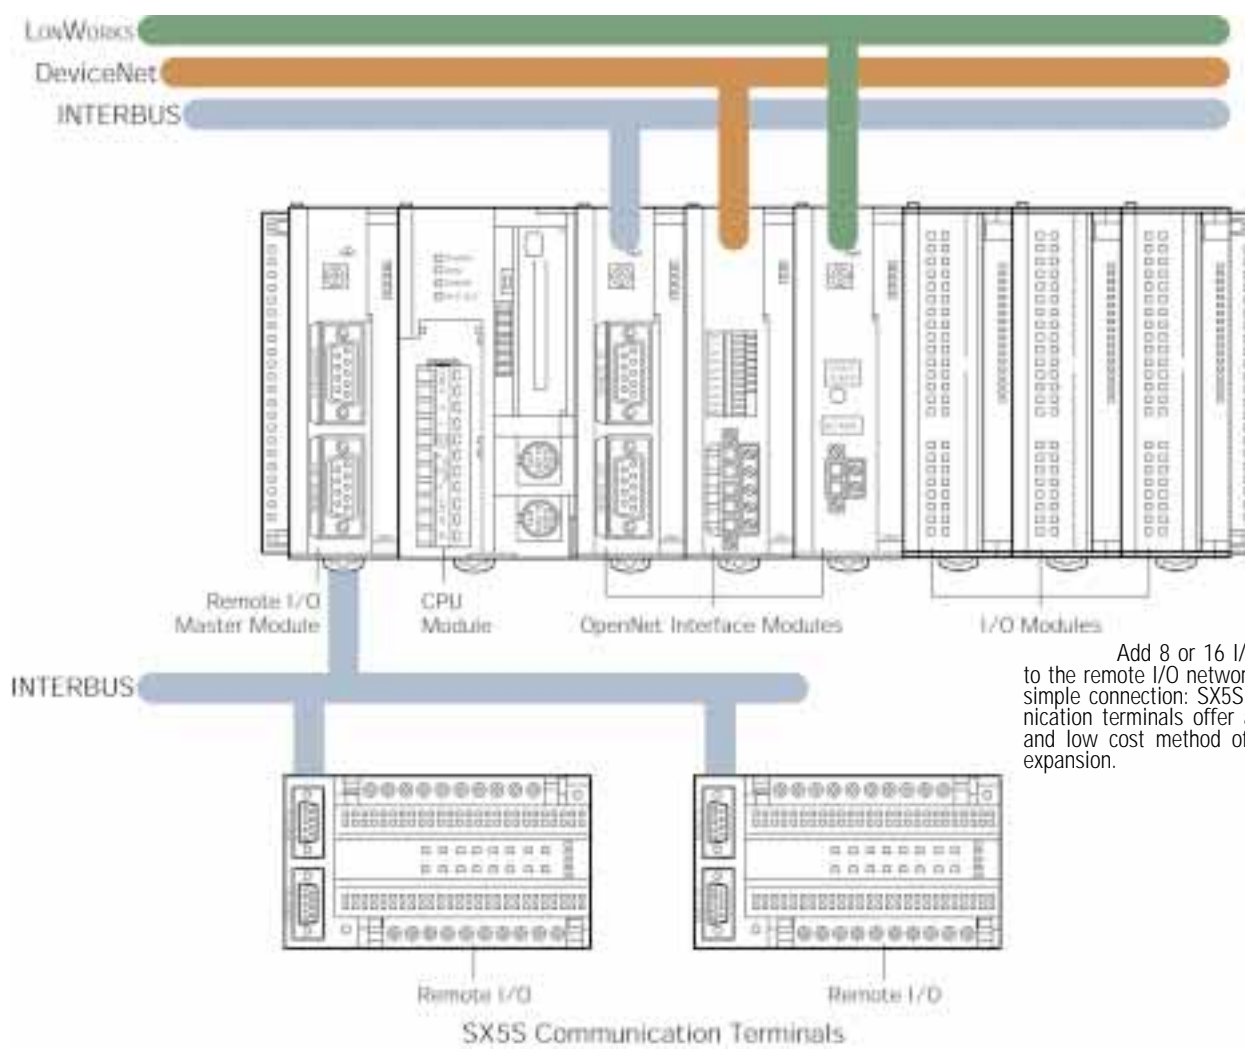 LONWORKS
DeviceNet
INTERBUS
Remote I/O
Master Module
CPU
Module
OpenNet Interface Modules
I/O Modules
Add 8 or 16 I/
to the remote I/O networ
simple connection: SX5S
nication terminals offer
and low cost method of
expansion.
INTERBUS
Remote I/O
Remote I/O
SX5S Communication Terminals